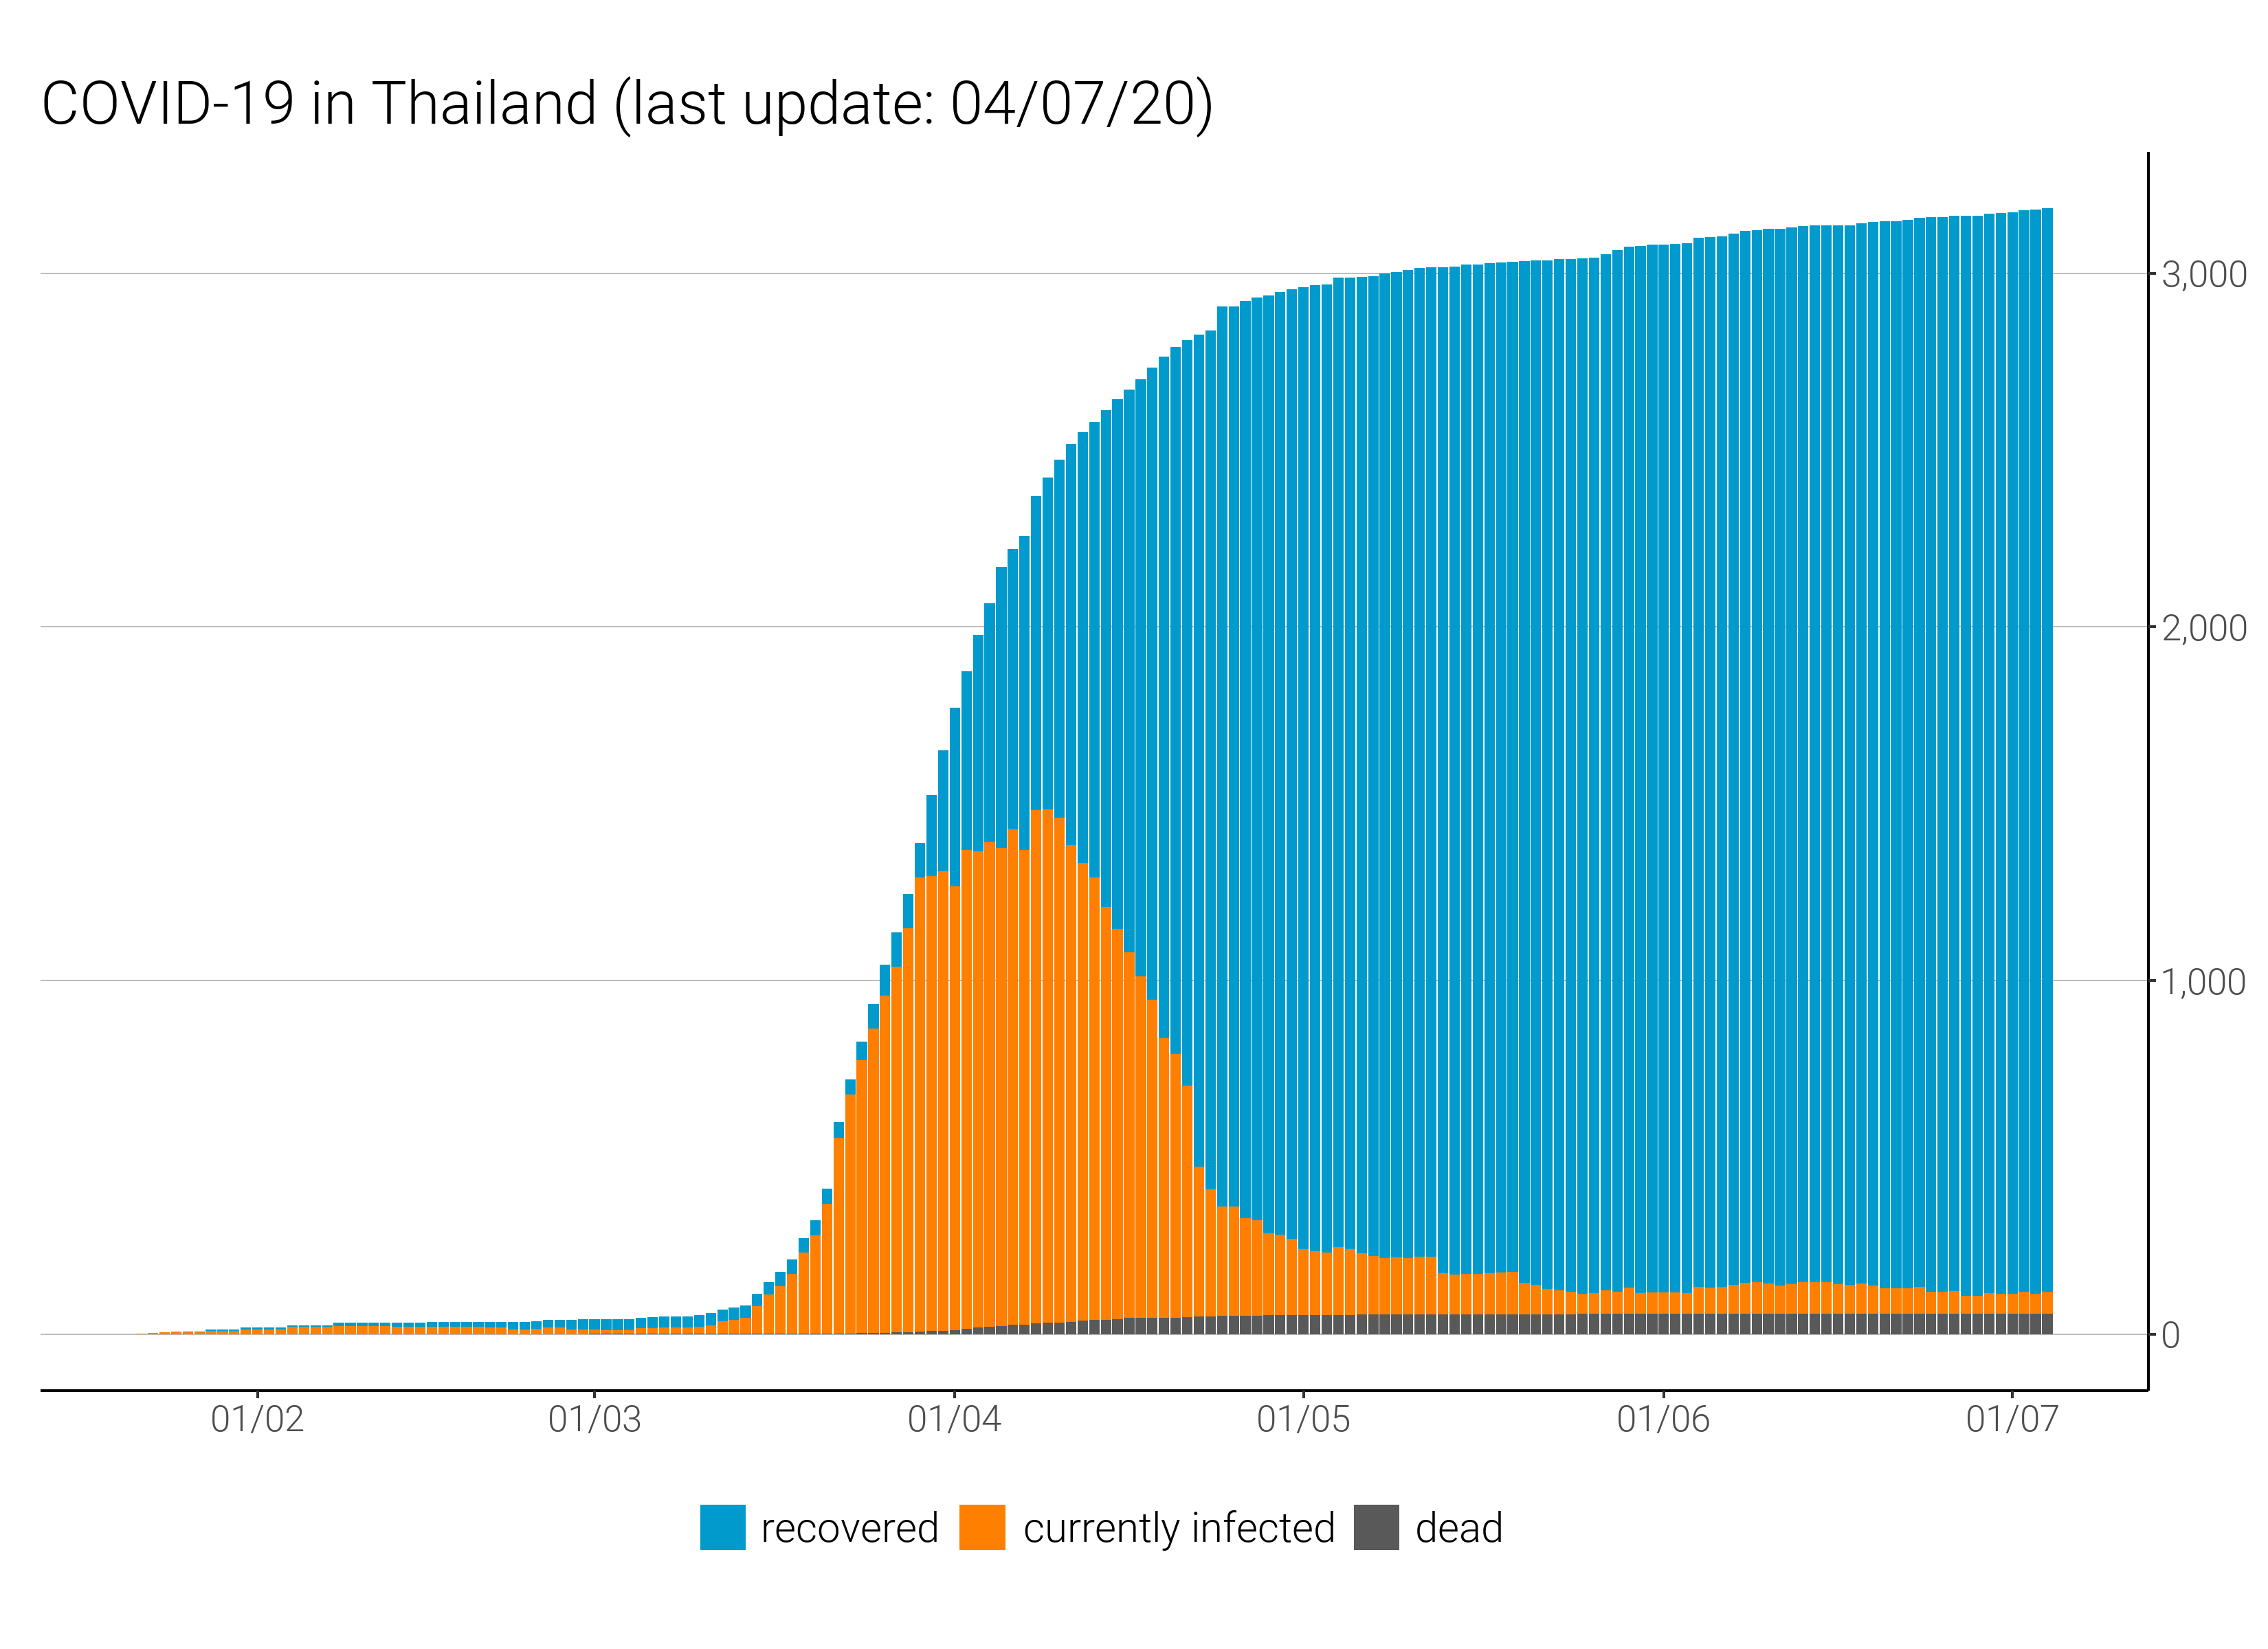 COVID-19 in Thailand (last update: 04/07/20)
3,000
2,000
1,000
0
01/02 01/03 01/04 01/05 01/06 01/07
recovered currently infected dead